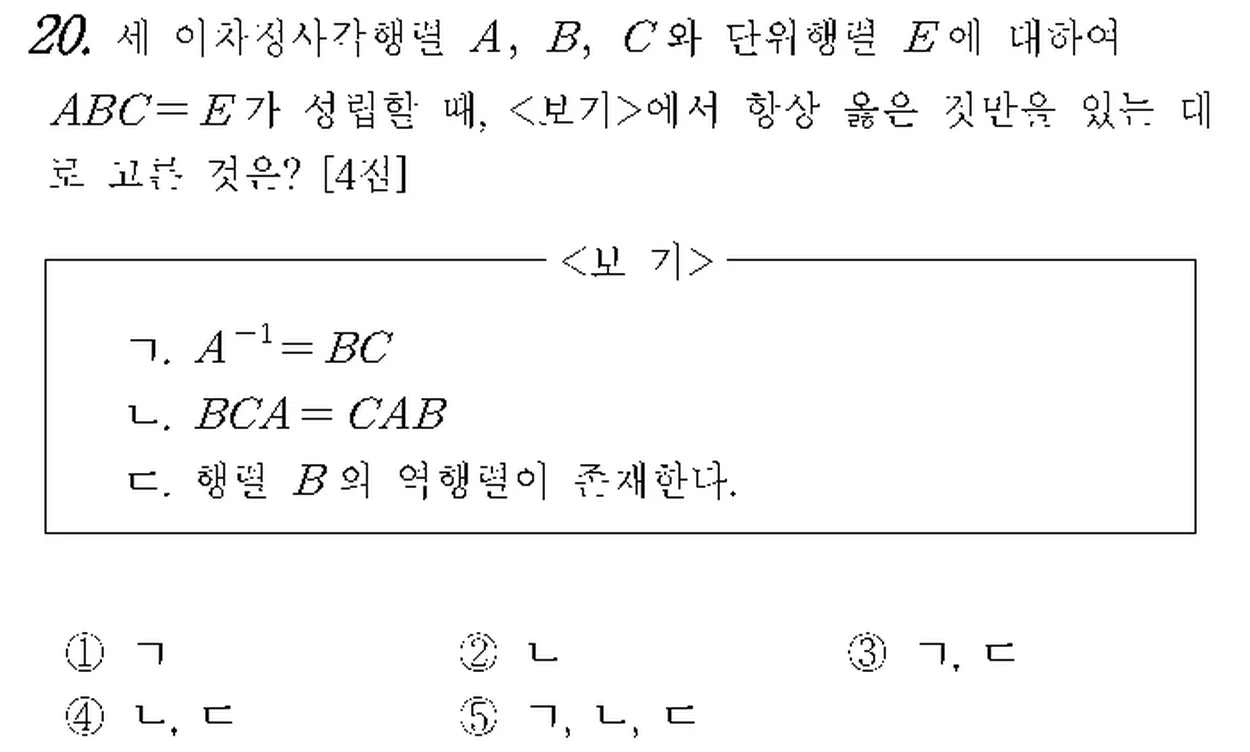 20. 세 이차정사각행렬 A, B, C와 단위행렬 E에 대하여
ABC=E가 성립할 때, <보기>에서 항상 옳은 것만을 있는 대
로 고른 것은? [4점]
<보 기>
ㄱ. A⁻¹=BC
ㄴ. BCA=CAB
ㄷ. 행렬 B의 역행렬이 존재한다.
① ㄱ ② ㄴ ③ ㄱ, ㄷ
④ ㄴ, ㄷ ⑤ ㄱ, ㄴ, ㄷ